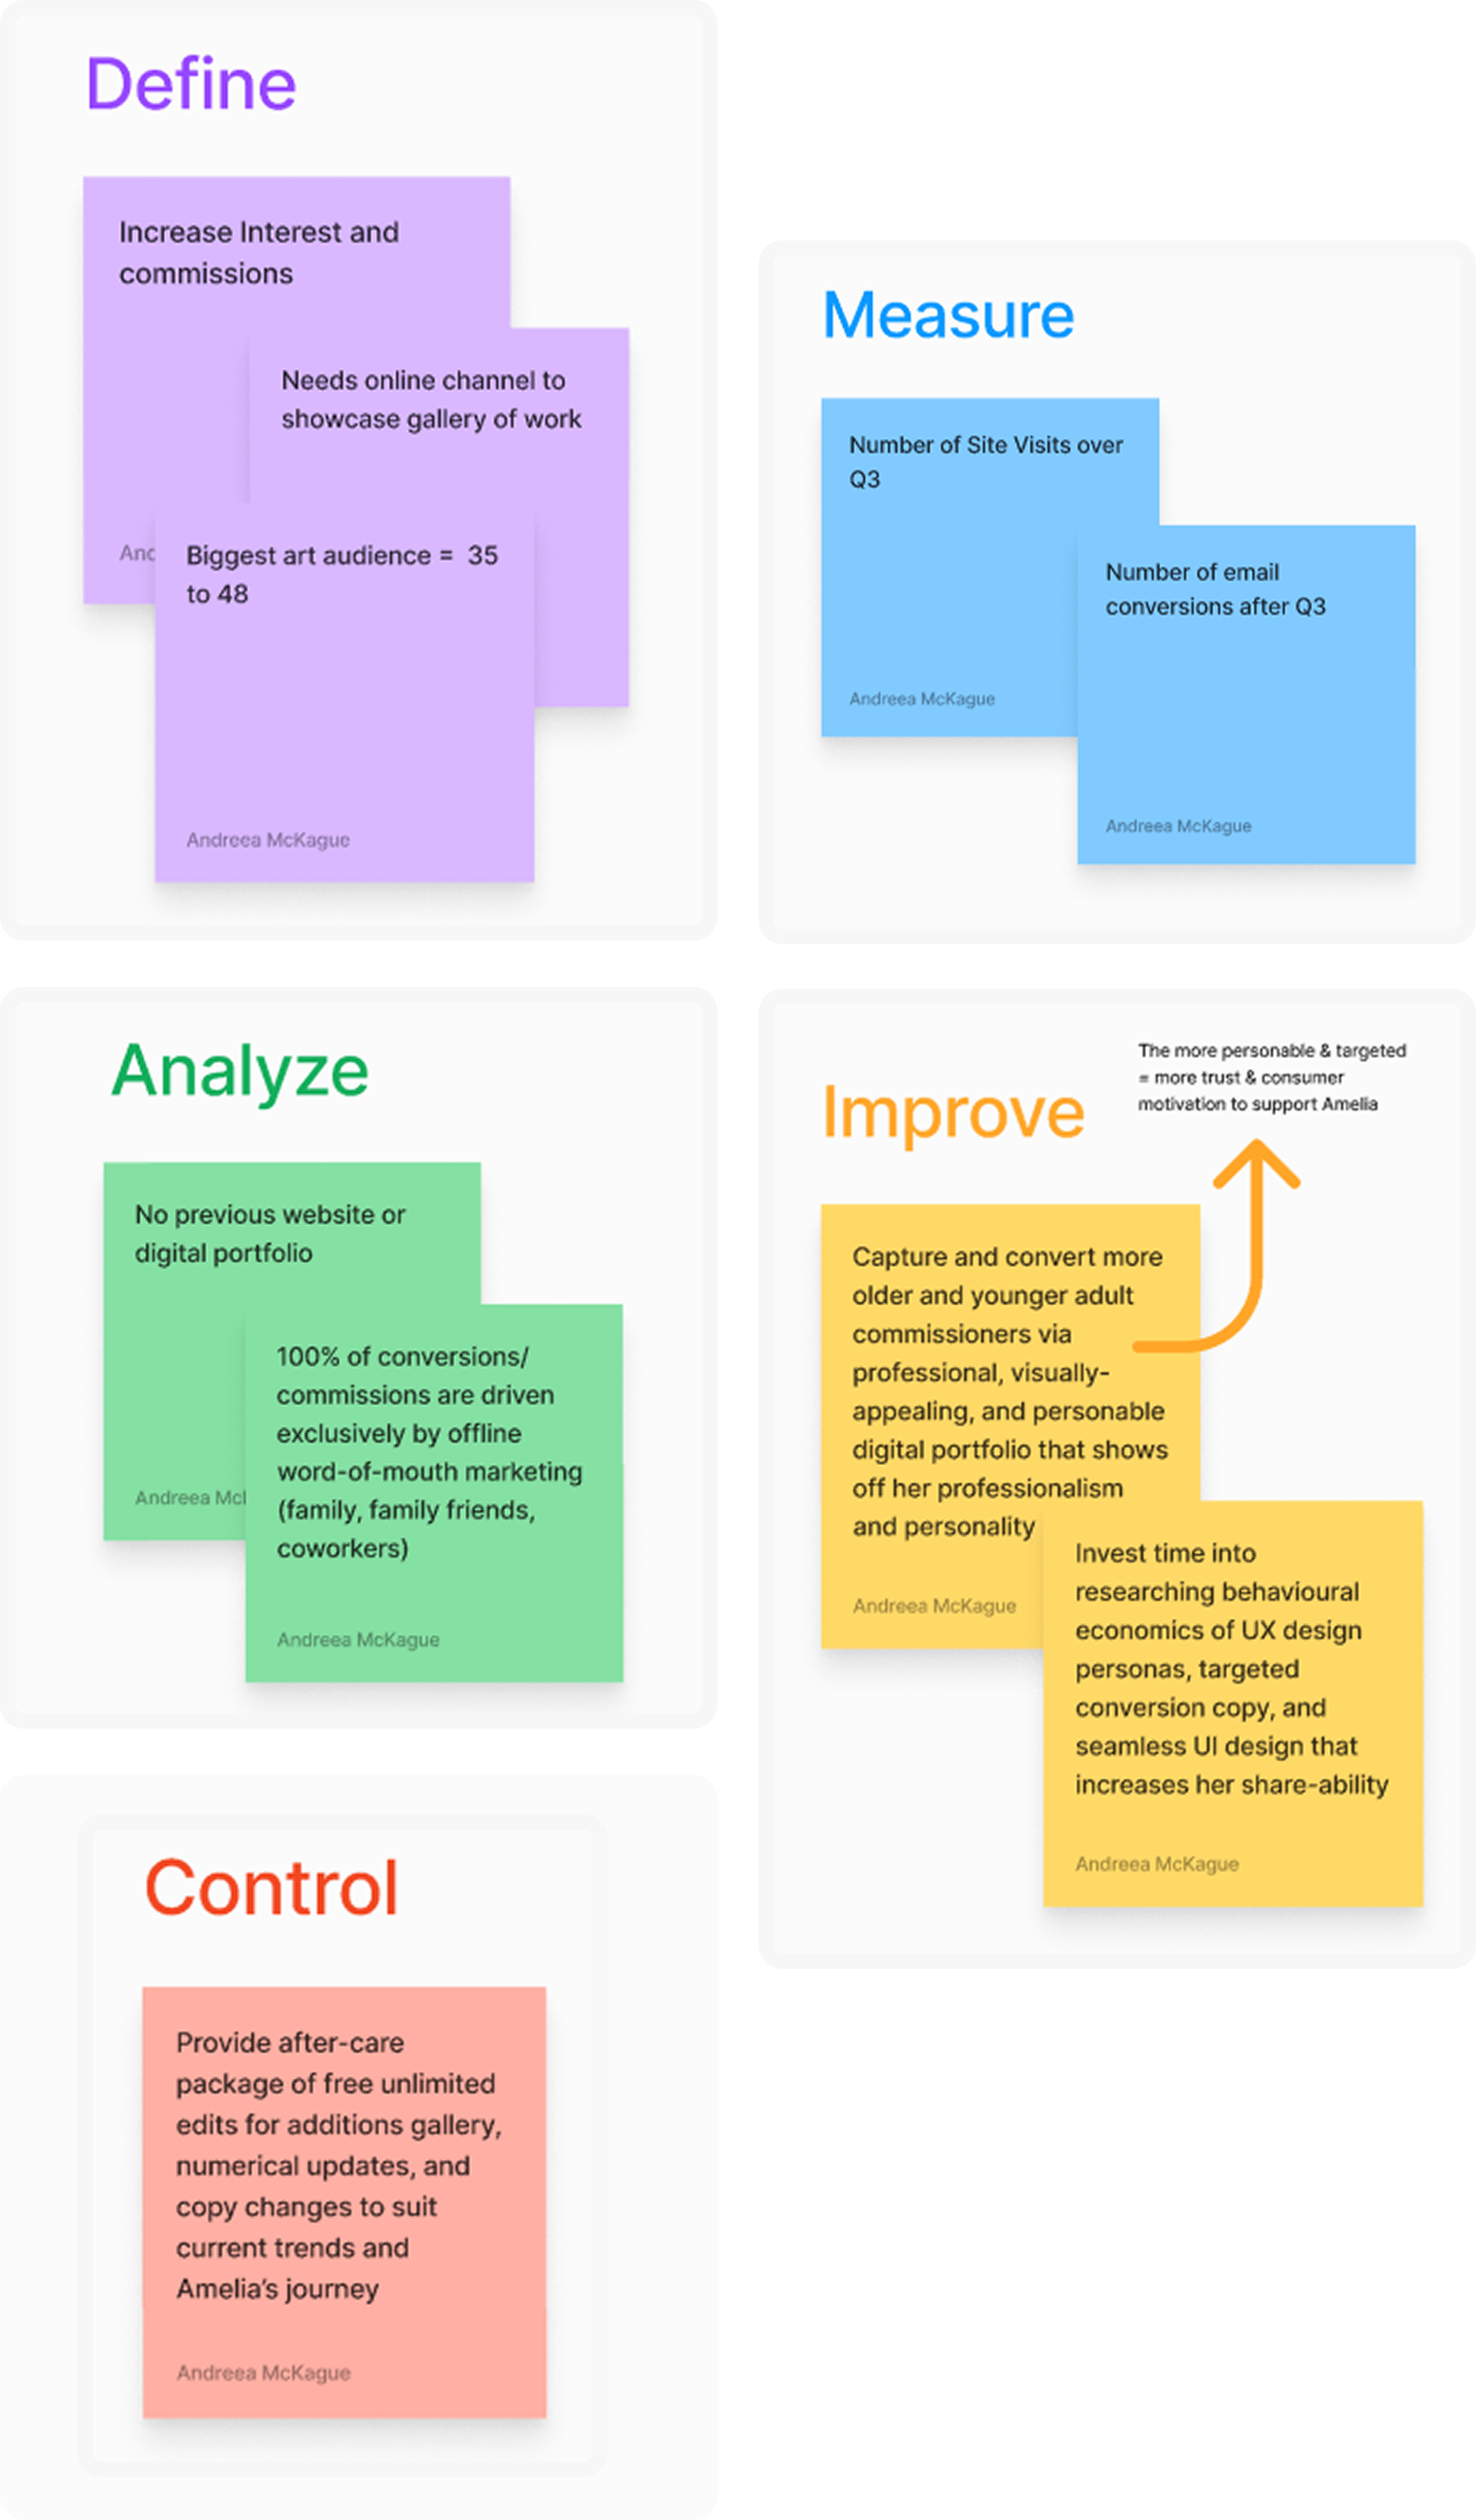 Define
Increase Interest and
commissions
Needs online channel to
showcase gallery of work
Biggest art audience = 35
to 48
Andreea McKague
Measure
Number of Site Visits over
Q3
Andreea McKague
Number of email
conversions after Q3
Andreea McKague
Analyze
No previous website or
digital portfolio
Andreea
100% of conversions/
commissions are driven
exclusively by offline
word-of-mouth marketing
(family, family friends,
coworkers)
Andreea McKague
Improve
The more personable & targeted
= more trust & consumer
motivation to support Amelia
Capture and convert more
older and younger adult
commissioners via
professional, visually-
appealing, and personable
digital portfolio that shows
off her professionalism
and personality
Andreea McKague
Invest time into
researching behavioural
economics of UX design
personas, targeted
conversion copy, and
seamless UI design that
increases her share-ability
Andreea McKague
Control
Provide after-care
package of free unlimited
edits for additions gallery,
numerical updates, and
copy changes to suit
current trends and
Amelia's journey
Andreea McKague